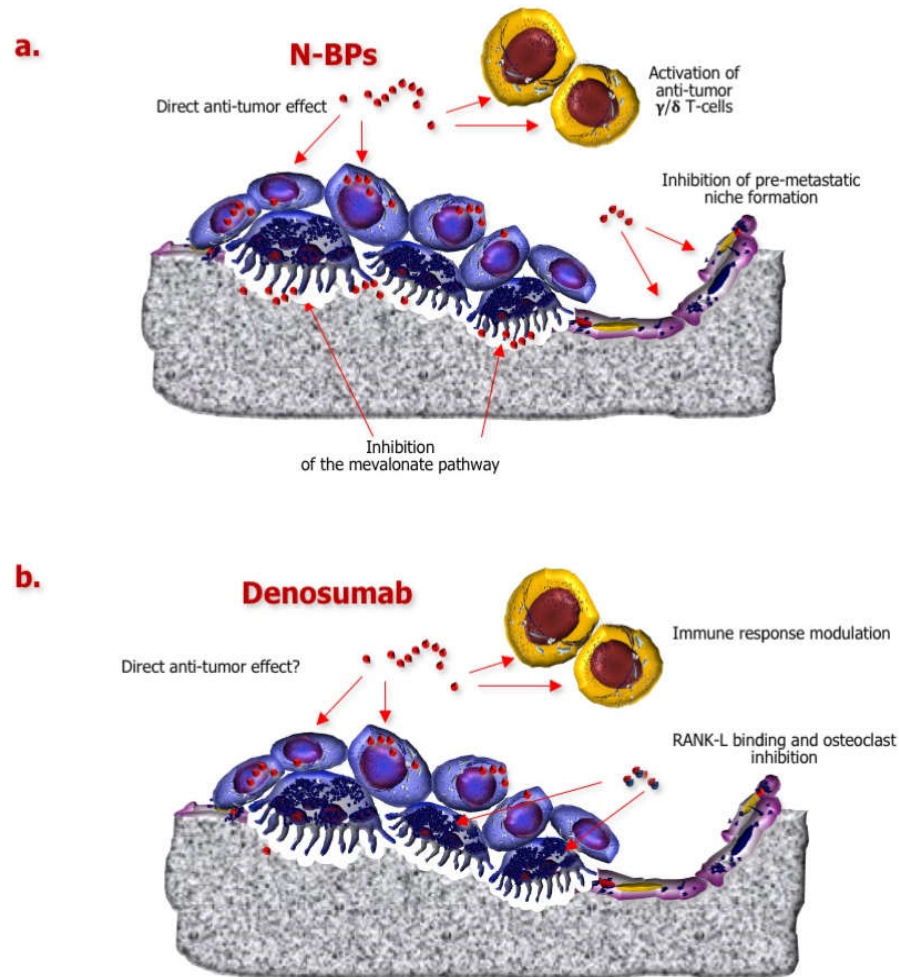 a.
N-BPs
Direct anti-tumor effect
Activation of
anti-tumor
γ/δ T-cells
Inhibition of pre-metastatic
niche formation
Inhibition
of the mevalonate pathway
b.
Denosumab
Direct anti-tumor effect?
Immune response modulation
RANK-L binding and osteoclast
inhibition